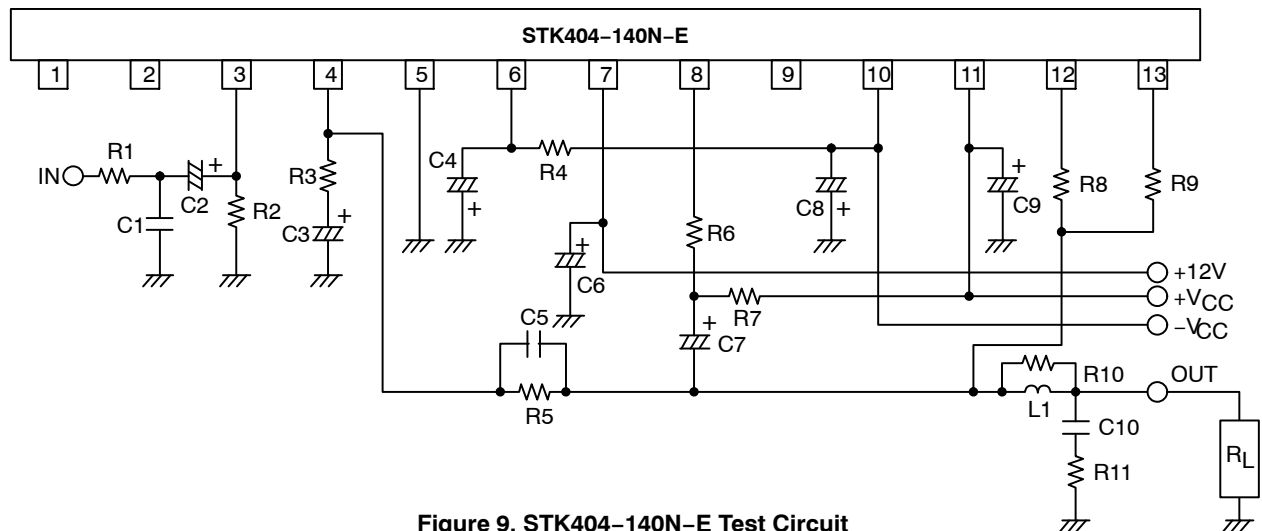 STK404−140N−E
1 2 3 4 5 6 7 8 9 10 11 12 13
IN
R1
C1
C2
+
R2
R3
C3
+
C4
+
R4
C6
+
R6
C7
+
R7
C8
+
C9
+
R8
R9
+12V
+VCC
−VCC
C5
R5
R10
L1
OUT
C10
R11
RL
Figure 9. STK404−140N−E Test Circuit